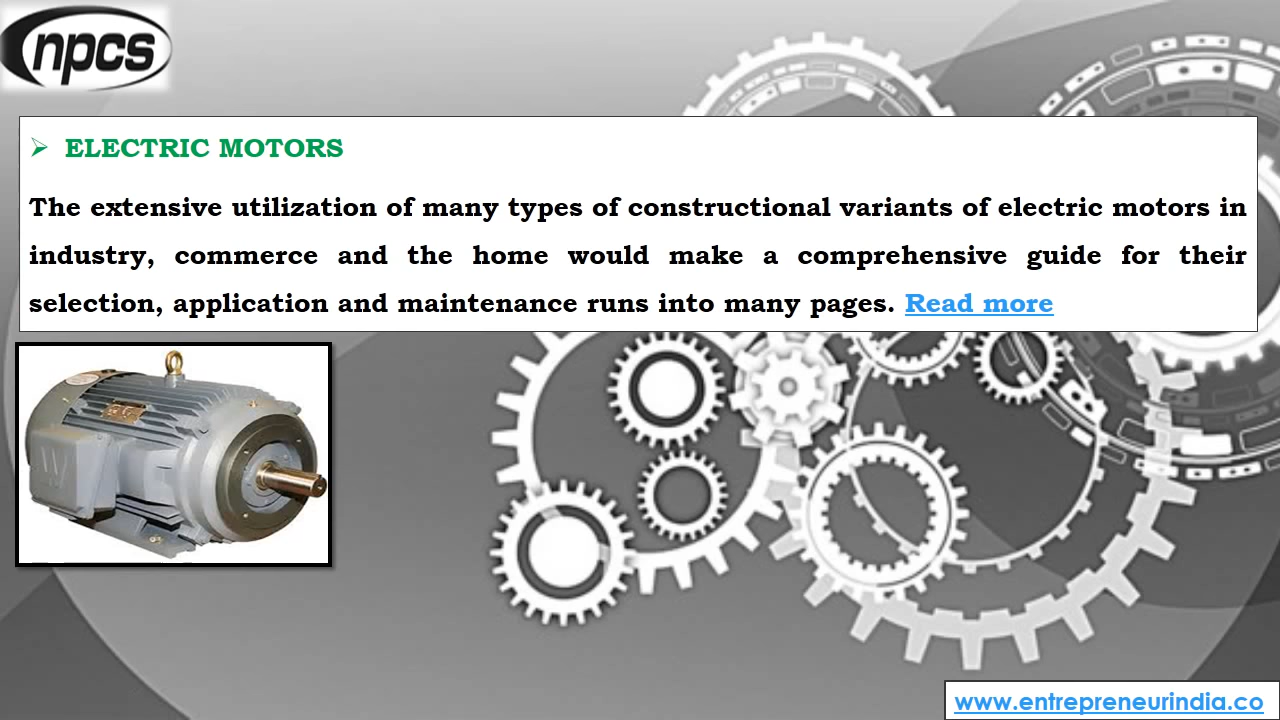 npcs
ELECTRIC MOTORS
The extensive utilization of many types of constructional variants of electric motors in
industry, commerce and the home would make a comprehensive guide for their
selection, application and maintenance runs into many pages. Read more
www.entrepreneurindia.co